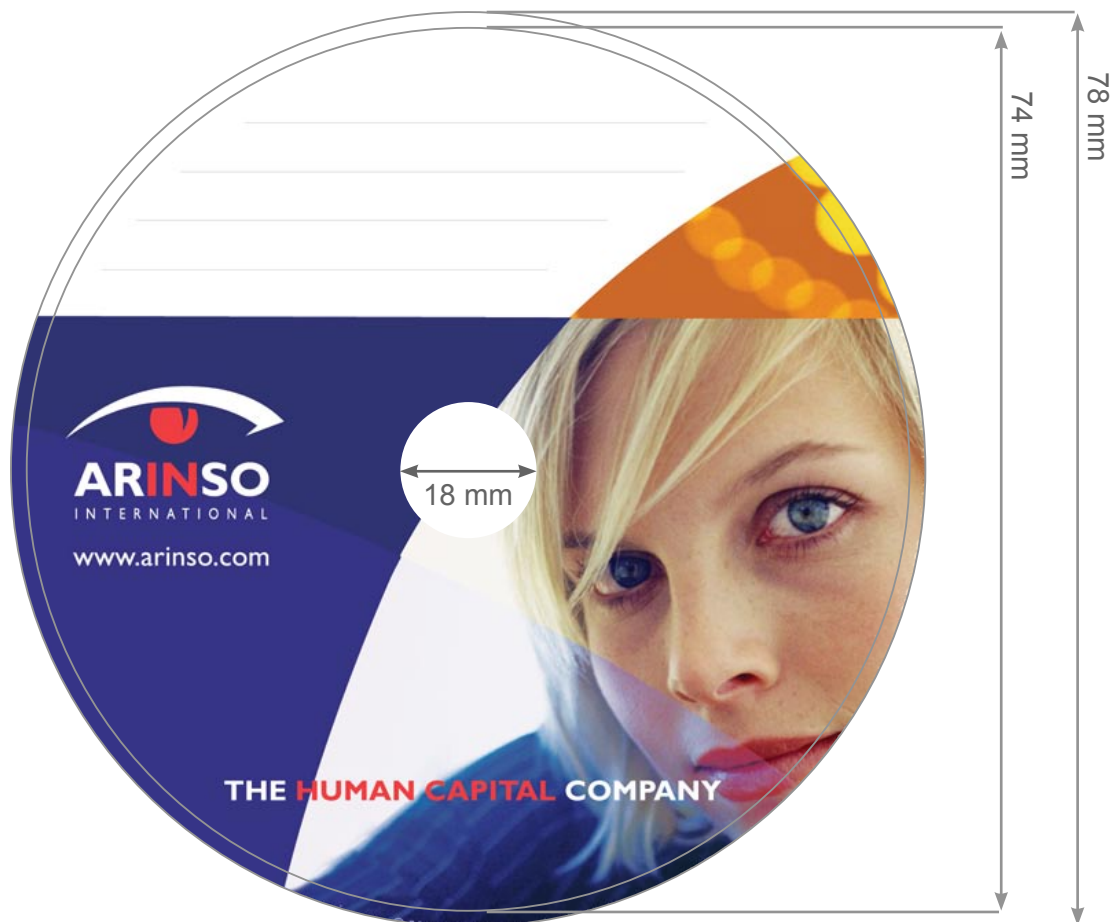 78 mm
74 mm
18 mm
ARINSO
INTERNATIONAL
www.arinso.com
THE HUMAN CAPITAL COMPANY